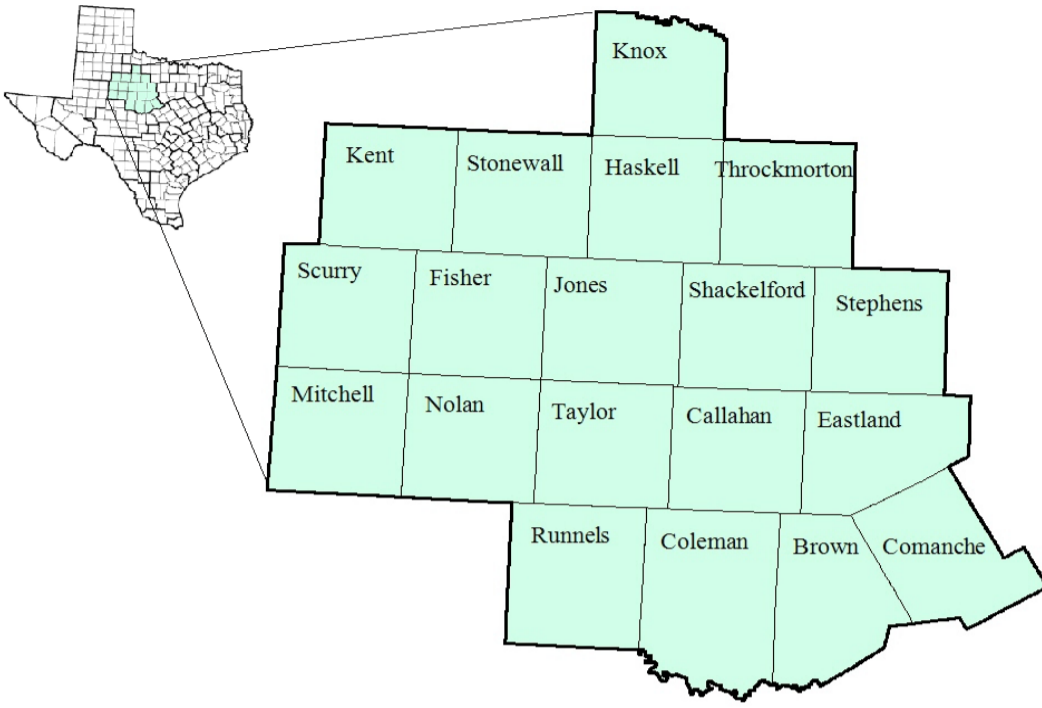 Knox
Kent
Stonewall
Haskell
Throckmorton
Scurry
Fisher
Jones
Shackelford
Stephens
Mitchell
Nolan
Taylor
Callahan
Eastland
Runnels
Coleman
Brown
Comanche